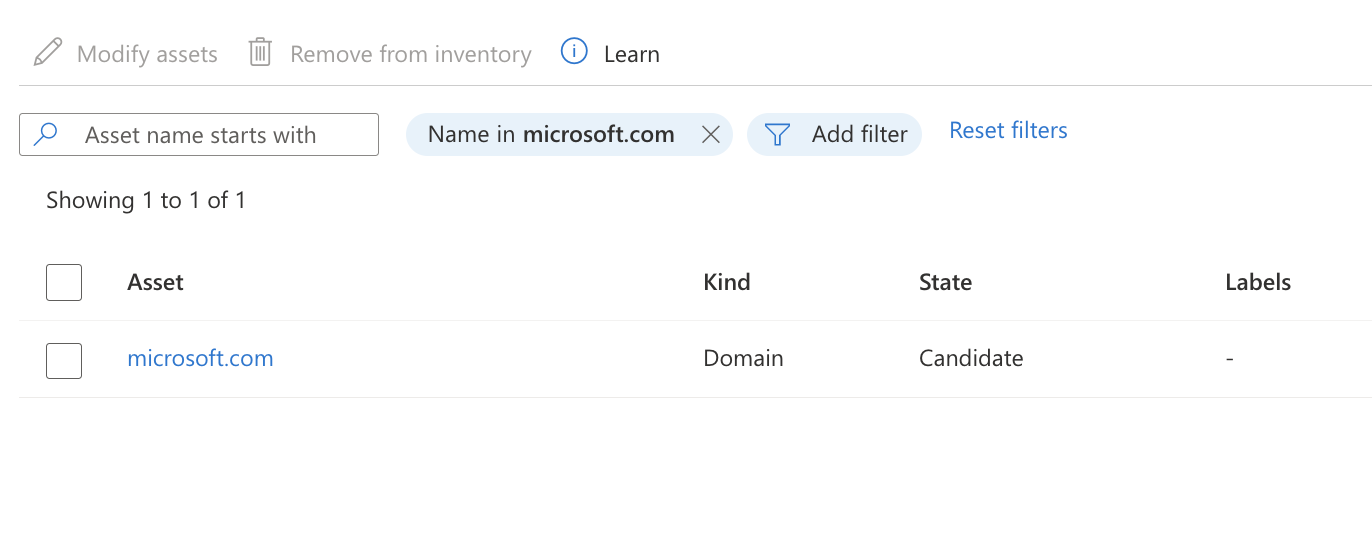 Modify assets Remove from inventory Learn
Asset name starts with Name in microsoft.com Add filter Reset filters
Showing 1 to 1 of 1
Asset Kind State Labels
microsoft.com Domain Candidate -